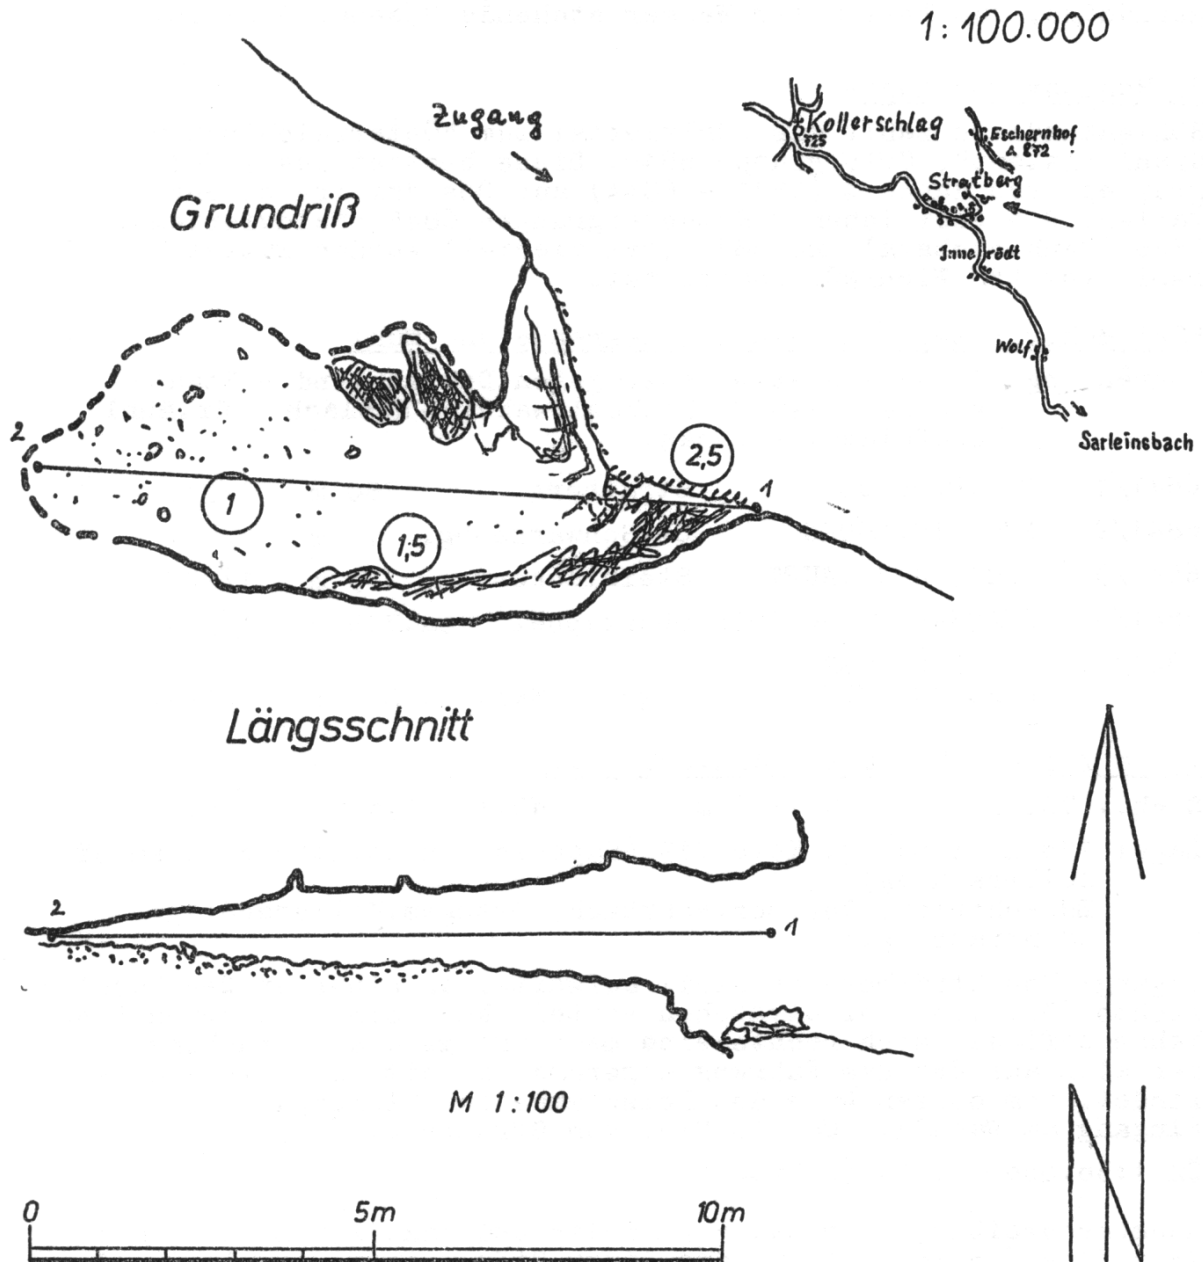 1:100.000
Zugang
Kollerschlag
725
Eschernhof
△ 872
Stratberg
Grundriß
Innerödt
Wolf
Sarleinsbach
2
1
1,5
2,5
1
Längsschnitt
2
1
M 1:100
0 5m 10m
N